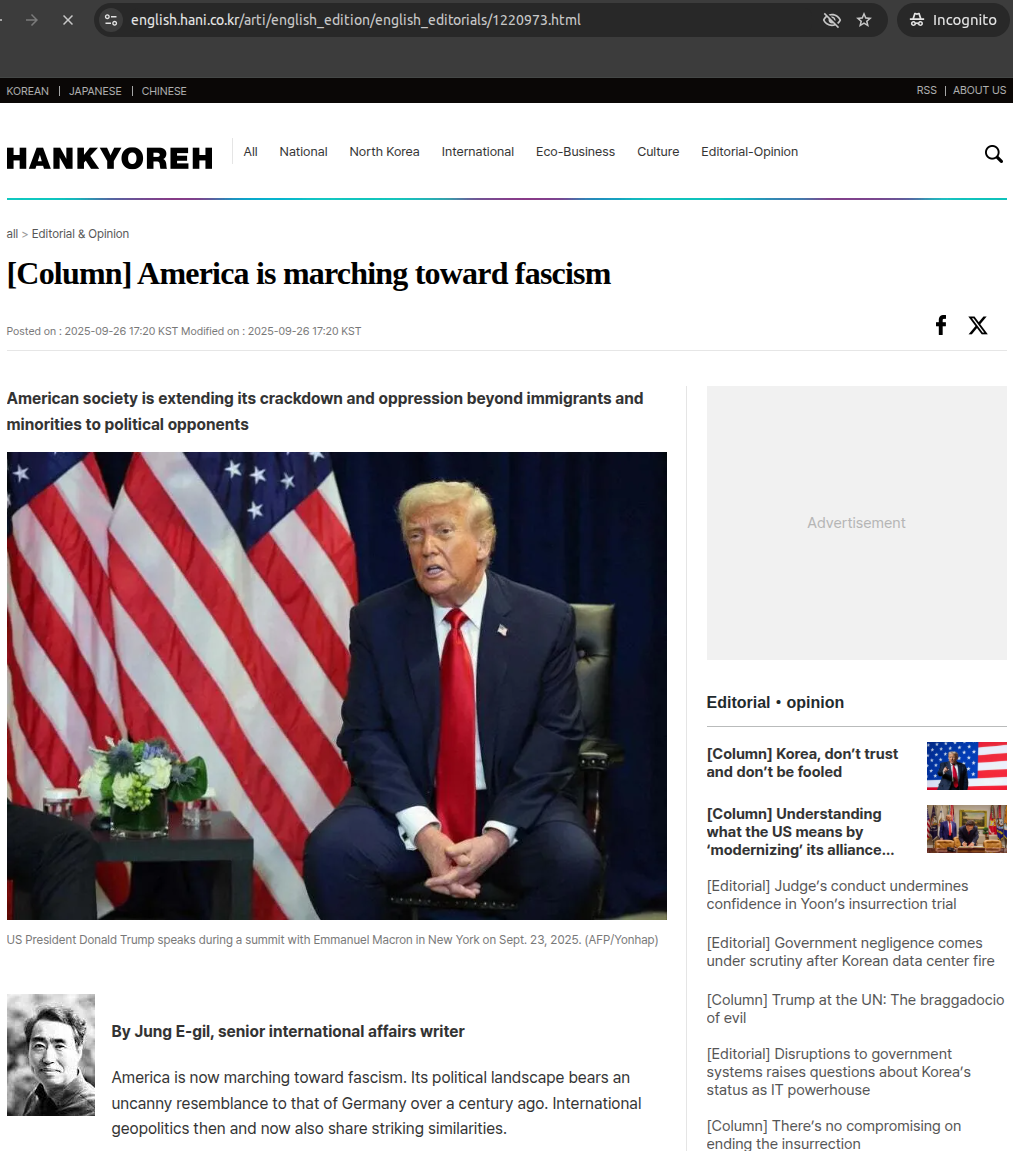 english.hani.co.kr/arti/english_edition/english_editorials/1220973.html
Incognito
KOREAN | JAPANESE | CHINESE
RSS | ABOUT US
HANKYOREH
All National North Korea International Eco-Business Culture Editorial-Opinion
all > Editorial & Opinion
[Column] America is marching toward fascism
Posted on : 2025-09-26 17:20 KST Modified on : 2025-09-26 17:20 KST
American society is extending its crackdown and oppression beyond immigrants and
minorities to political opponents
US President Donald Trump speaks during a summit with Emmanuel Macron in New York on Sept. 23, 2025. (AFP/Yonhap)
By Jung E-gil, senior international affairs writer
America is now marching toward fascism. Its political landscape bears an
uncanny resemblance to that of Germany over a century ago. International
geopolitics then and now also share striking similarities.
Advertisement
Editorial • opinion
[Column] Korea, don’t trust
and don’t be fooled
[Column] Understanding
what the US means by
‘modernizing’ its alliance...
[Editorial] Judge’s conduct undermines
confidence in Yoon’s insurrection trial
[Editorial] Government negligence comes
under scrutiny after Korean data center fire
[Column] Trump at the UN: The braggadocio
of evil
[Editorial] Disruptions to government
systems raises questions about Korea’s
status as IT powerhouse
[Column] There’s no compromising on
ending the insurrection